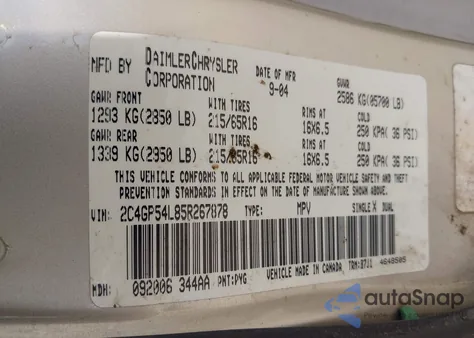 MFD BY DAIMLERCHRYSLER CORPORATION DATE OF MFR 9-04 GVWR 2586 KG(05700 LB)
GAWR FRONT WITH TIRES RIMS AT COLD
1293 KG(2850 LB) 215/65R16 16X6.5 250 KPA( 36 PSI)
GAWR REAR WITH TIRES RIMS AT COLD
1339 KG(2950 LB) 215/65R16 16X6.5 250 KPA( 36 PSI)
THIS VEHICLE CONFORMS TO ALL APPLICABLE FEDERAL MOTOR VEHICLE SAFETY AND THEFT
PREVENTION STANDARDS IN EFFECT ON THE DATE OF MANUFACTURE SHOWN ABOVE.
VIN: 2C4GP54L85R267878 TYPE: MPV SINGLE X DUAL
MDH: 092006 344AA PNT:PYG VEHICLE MADE IN CANADA 4648505
autoSnap